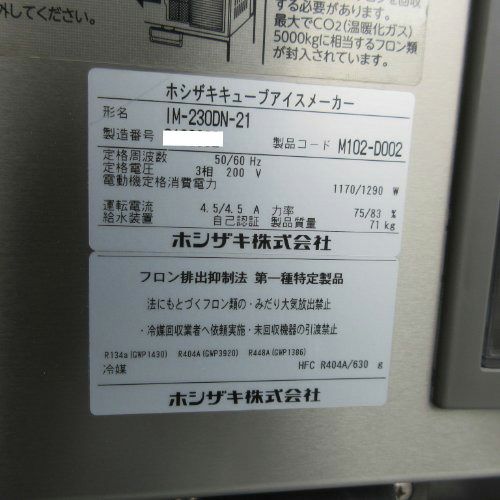 外してください。
する必要があります。
最大でCO2(温暖化ガス)
5000kgに相当するフロン類
が封入されています。
ホシザキキューブアイスメーカー
形名 IM-230DN-21
製造番号 製品コード M102-D002
定格周波数 50/60 Hz
定格電圧 3相 200 V
電動機定格消費電力 1170/1290 W
運転電流 4.5/4.5 A 力率 75/83 %
給水装置 自己認証 製品質量 71 kg
ホシザキ株式会社
フロン排出抑制法 第一種特定製品
法にもとづくフロン類の・みだり大気放出禁止
・冷媒回収業者へ依頼実施・未回収機器の引渡禁止
R134a(GWP1430) R404A(GWP3920) R448A(GWP1386)
冷媒 HFC R404A/630 g
ホシザキ株式会社